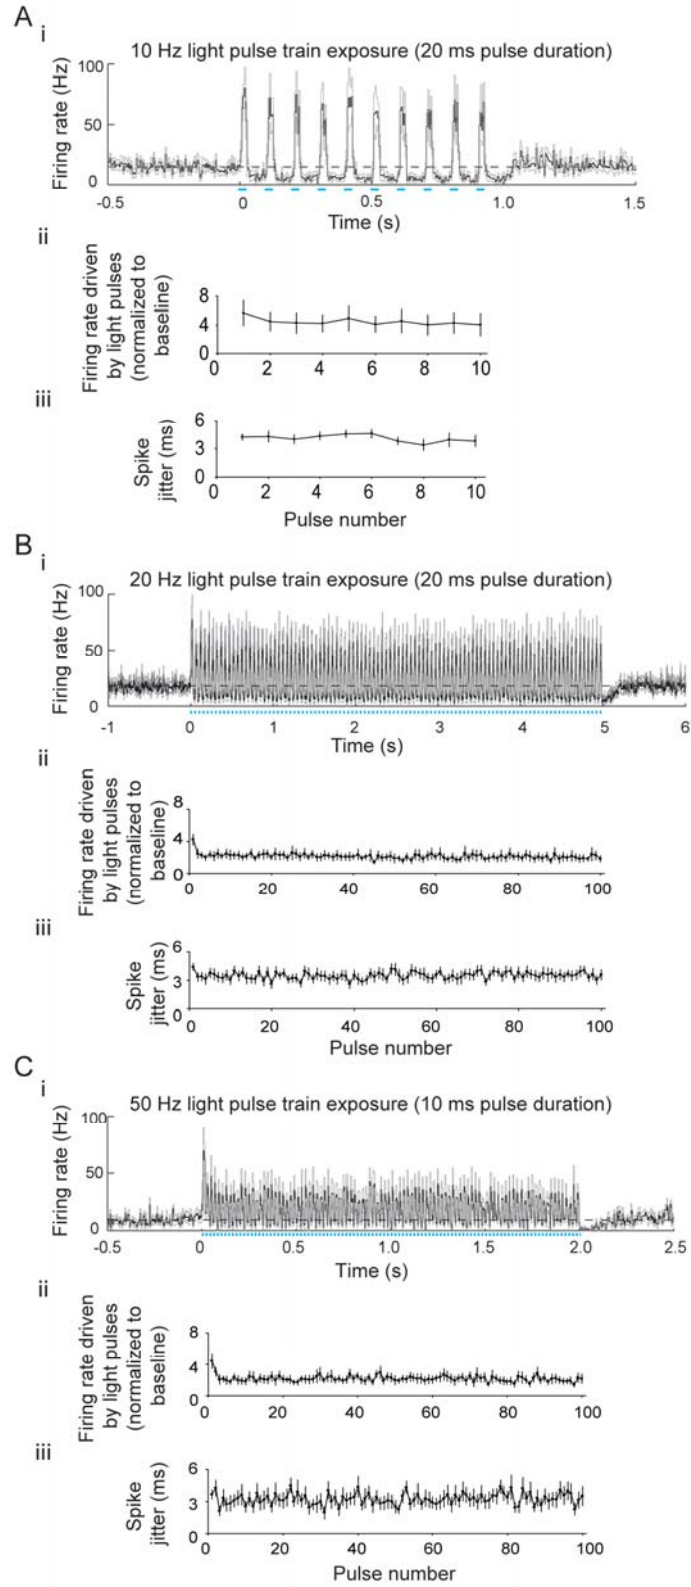 A
i
10 Hz light pulse train exposure (20 ms pulse duration)
Firing rate (Hz)
100
50
0
-0.5
0
0.5
1.0
1.5
Time (s)
ii
Firing rate driven
by light pulses
(normalized to
baseline)
8
4
0
0
2
4
6
8
10
iii
Spike
jitter (ms)
6
3
0
0
2
4
6
8
10
Pulse number
B
i
20 Hz light pulse train exposure (20 ms pulse duration)
Firing rate (Hz)
100
50
0
-1
0
1
2
3
4
5
6
Time (s)
ii
Firing rate driven
by light pulses
(normalized to
baseline)
8
4
0
0
20
40
60
80
100
iii
Spike
jitter (ms)
6
3
0
0
20
40
60
80
100
Pulse number
C
i
50 Hz light pulse train exposure (10 ms pulse duration)
Firing rate (Hz)
100
50
0
-0.5
0
0.5
1.0
1.5
2.0
2.5
Time (s)
ii
Firing rate driven
by light pulses
(normalized to
baseline)
8
4
0
0
20
40
60
80
100
iii
Spike
jitter (ms)
6
3
0
0
20
40
60
80
100
Pulse number